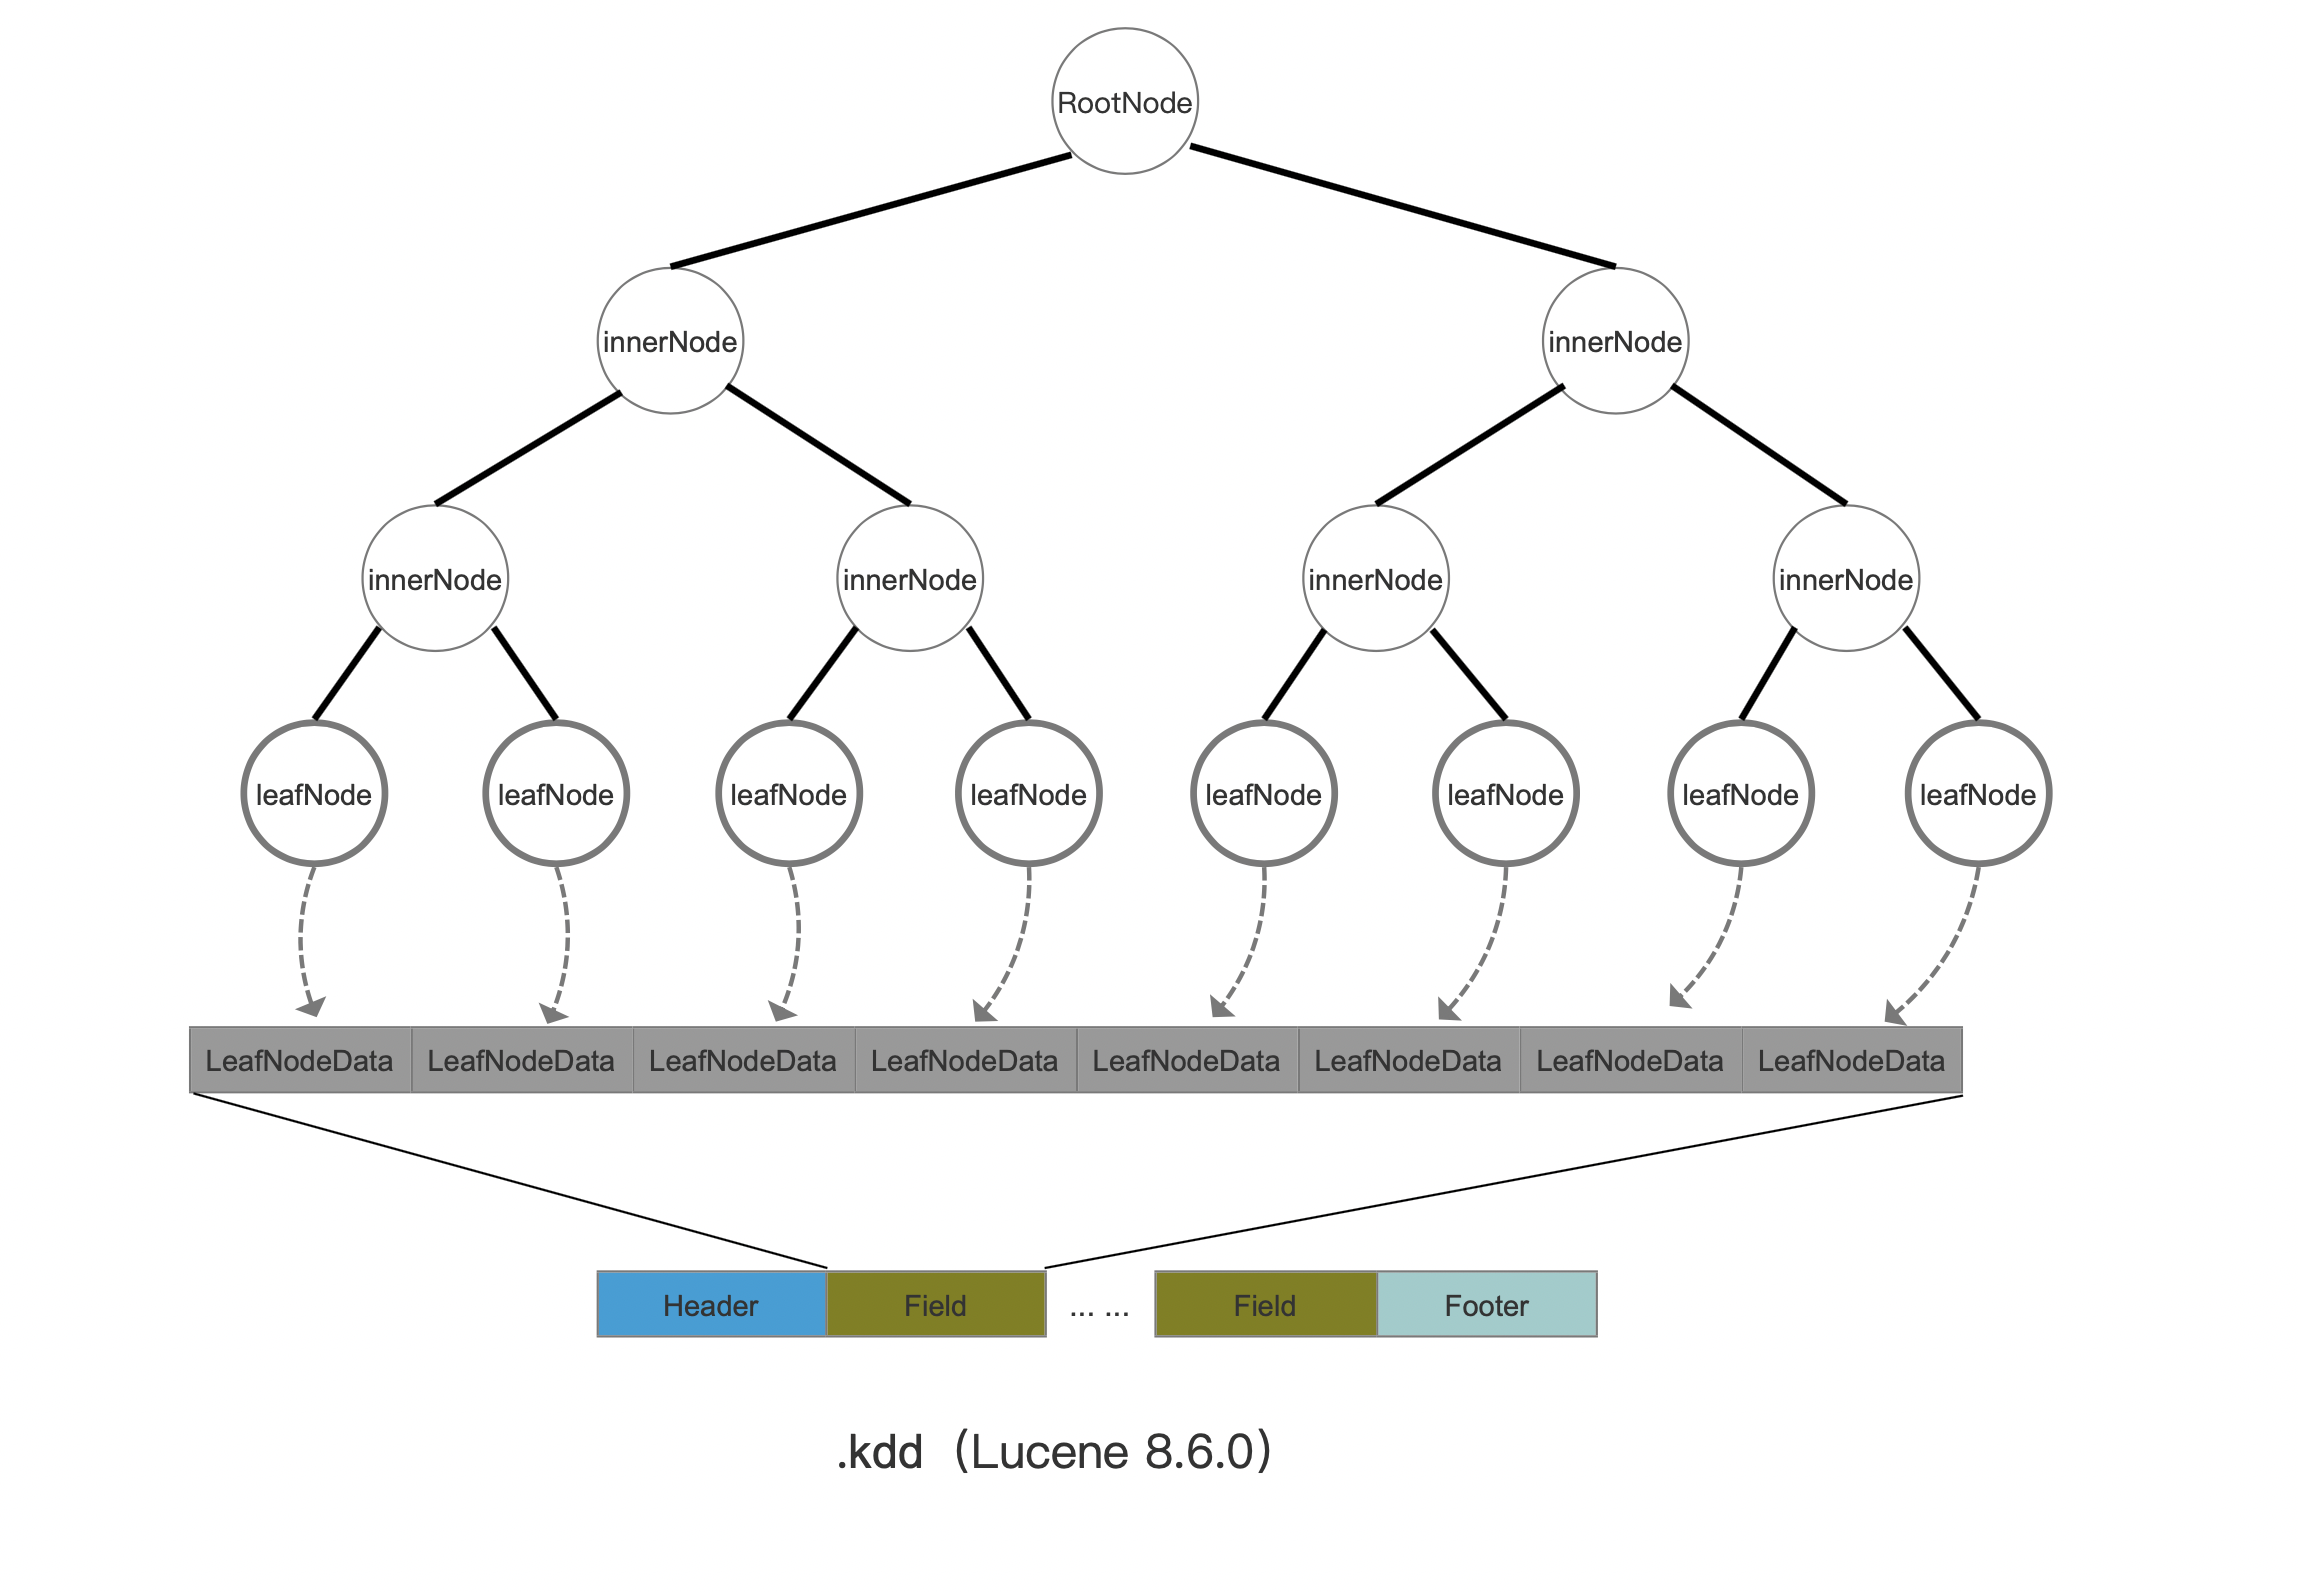 RootNode
innerNode innerNode
innerNode innerNode innerNode innerNode
leafNode leafNode leafNode leafNode leafNode leafNode leafNode leafNode
LeafNodeData LeafNodeData LeafNodeData LeafNodeData LeafNodeData LeafNodeData LeafNodeData LeafNodeData
Header Field ... ... Field Footer
.kdd（Lucene 8.6.0）